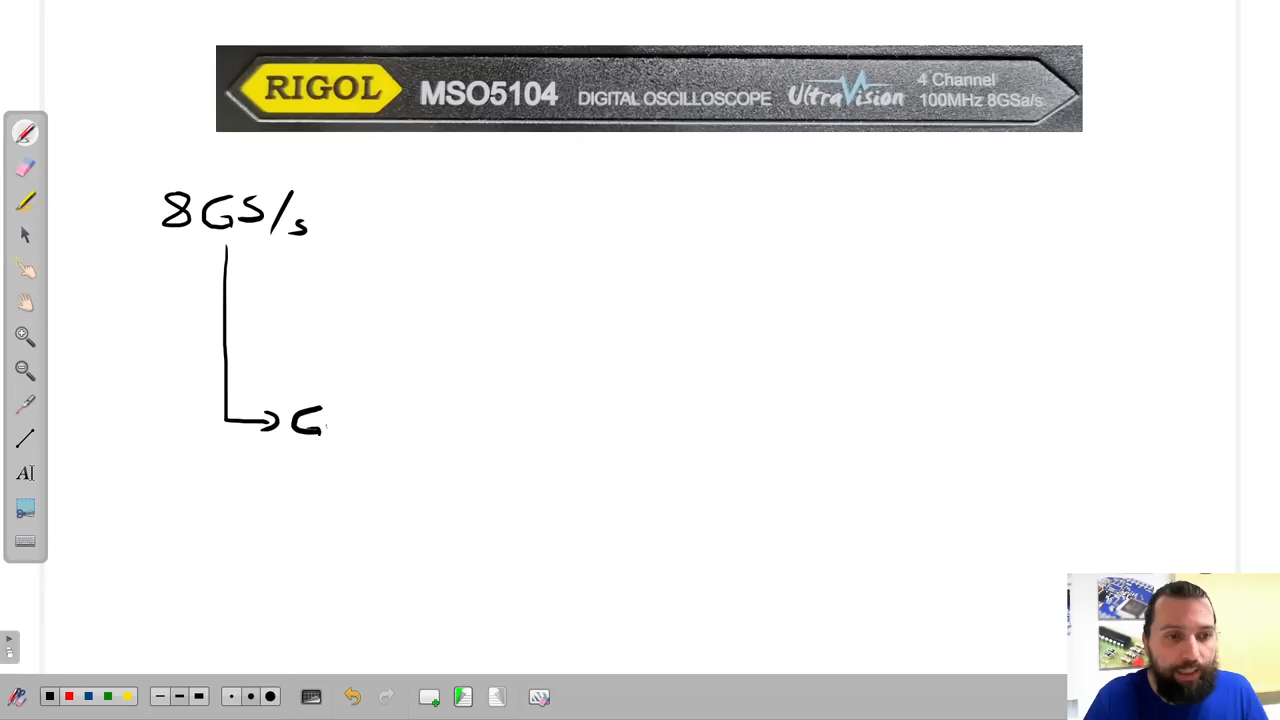 RIGOL MSO5104 DIGITAL OSCILLOSCOPE UltraVision 4 Channel
100MHz 8GSa/s
8GS/s
G
A